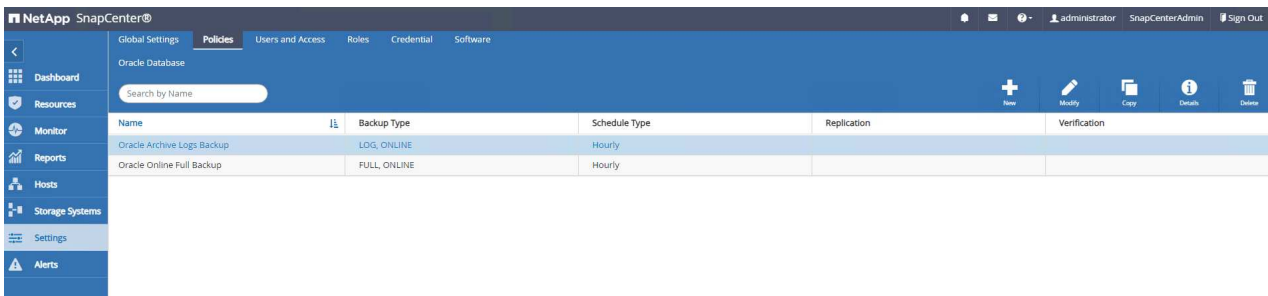 NetApp SnapCenter®
administrator SnapCenterAdmin Sign Out
Global Settings Policies Users and Access Roles Credential Software
Oracle Database
Search by Name
New Modify Copy Details Delete
Dashboard
Resources
Monitor
Reports
Hosts
Storage Systems
Settings
Alerts
Name Backup Type Schedule Type Replication Verification
Oracle Archive Logs Backup LOG, ONLINE Hourly
Oracle Online Full Backup FULL, ONLINE Hourly